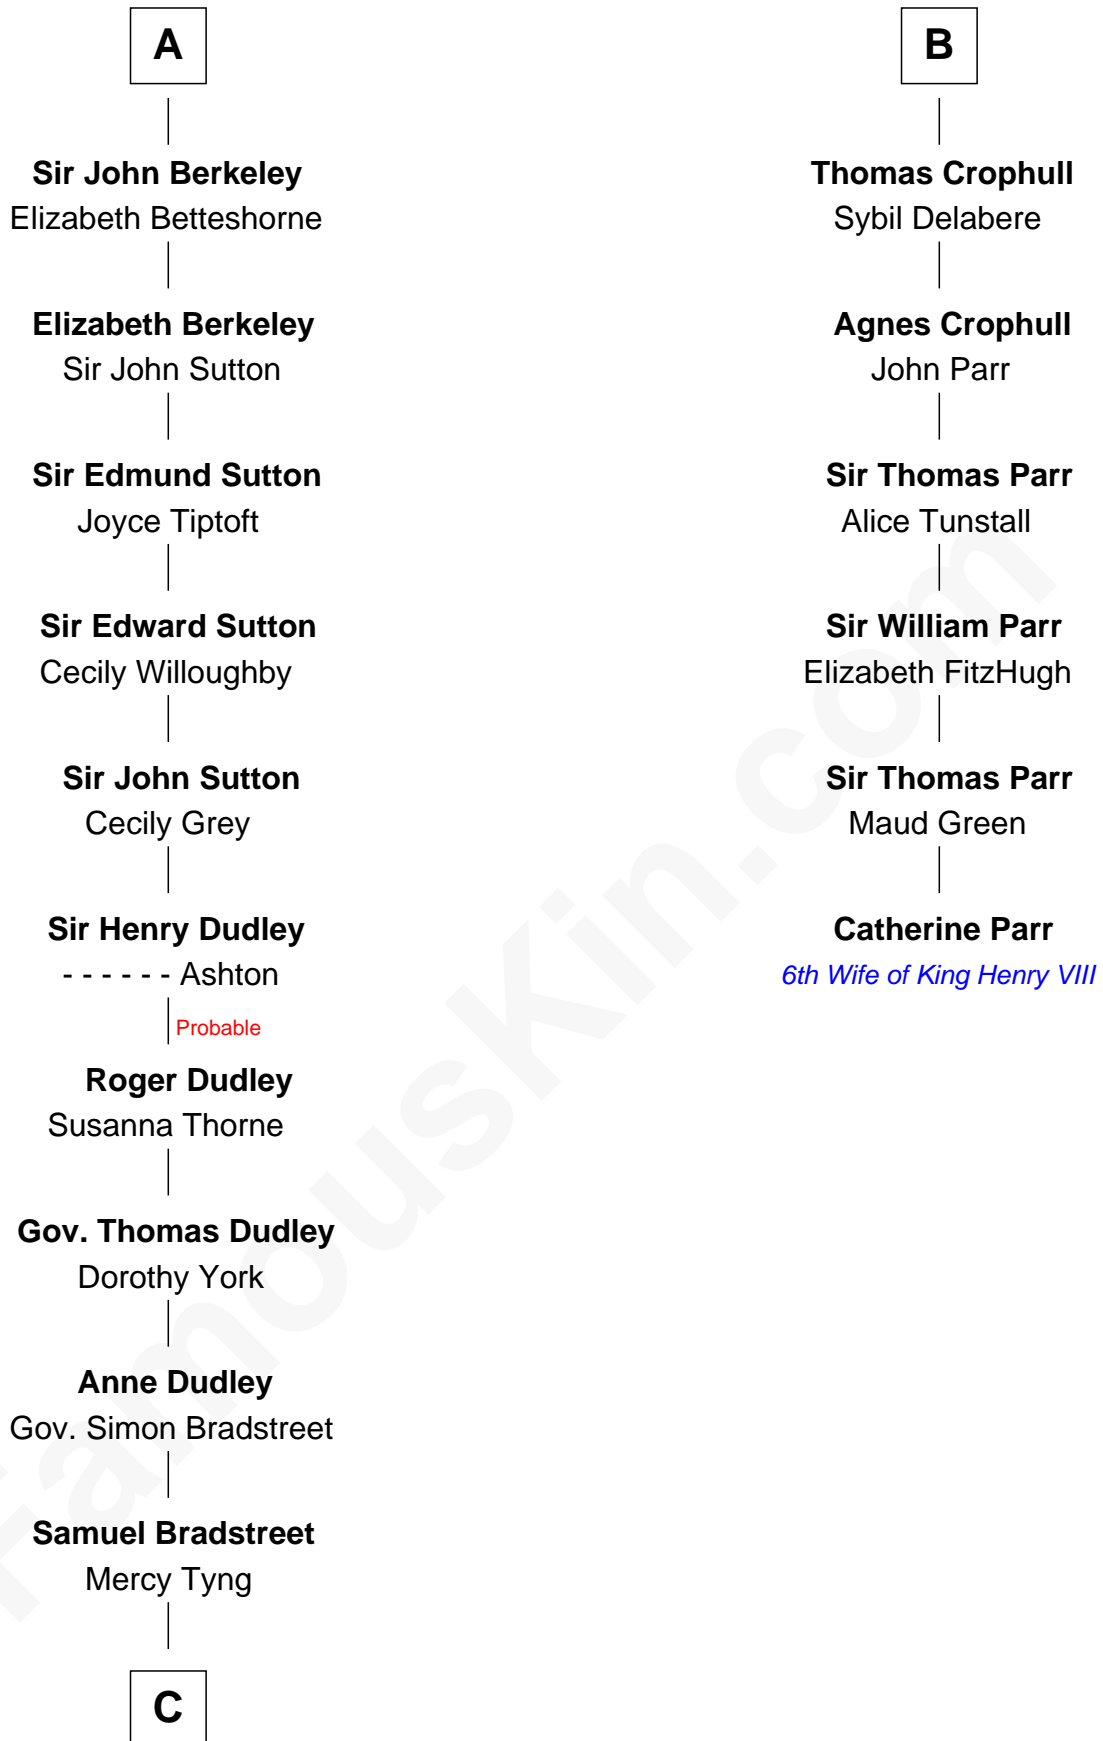 A
Sir John Berkeley
Elizabeth Betteshorne
Elizabeth Berkeley
Sir John Sutton
Sir Edmund Sutton
Joyce Tiptoft
Sir Edward Sutton
Cecily Willoughby
Sir John Sutton
Cecily Grey
Sir Henry Dudley
- - - - - - Ashton
Probable
Roger Dudley
Susanna Thorne
Gov. Thomas Dudley
Dorothy York
Anne Dudley
Gov. Simon Bradstreet
Samuel Bradstreet
Mercy Tyng
C
B
Thomas Crophull
Sybil Delabere
Agnes Crophull
John Parr
Sir Thomas Parr
Alice Tunstall
Sir William Parr
Elizabeth FitzHugh
Sir Thomas Parr
Maud Green
Catherine Parr
6th Wife of King Henry VIII
FamousKin.com